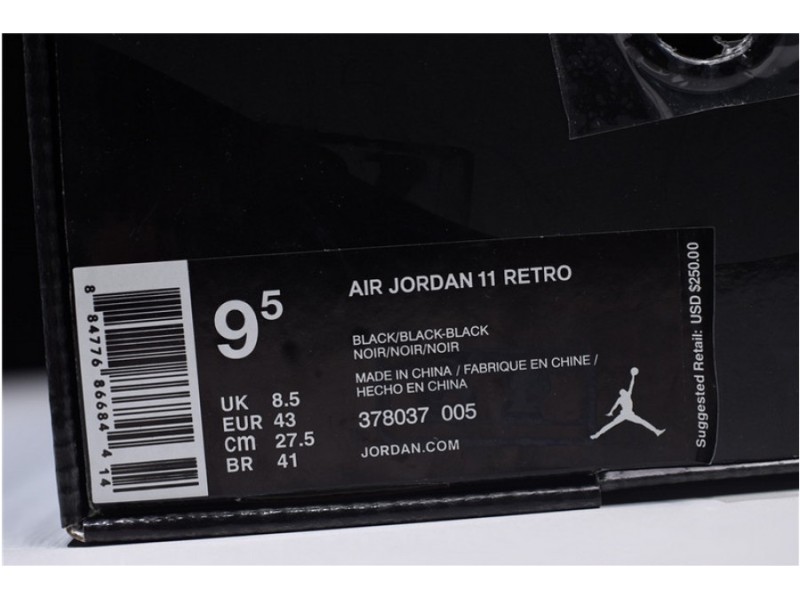 8 84776 86684 4 14
9 5
UK 8.5
EUR 43
cm 27.5
BR 41
AIR JORDAN 11 RETRO
BLACK/BLACK-BLACK
NOIR/NOIR/NOIR
MADE IN CHINA / FABRIQUE EN CHINE /
HECHO EN CHINA
378037 005
JORDAN.COM
Suggested Retail: USD $250.00